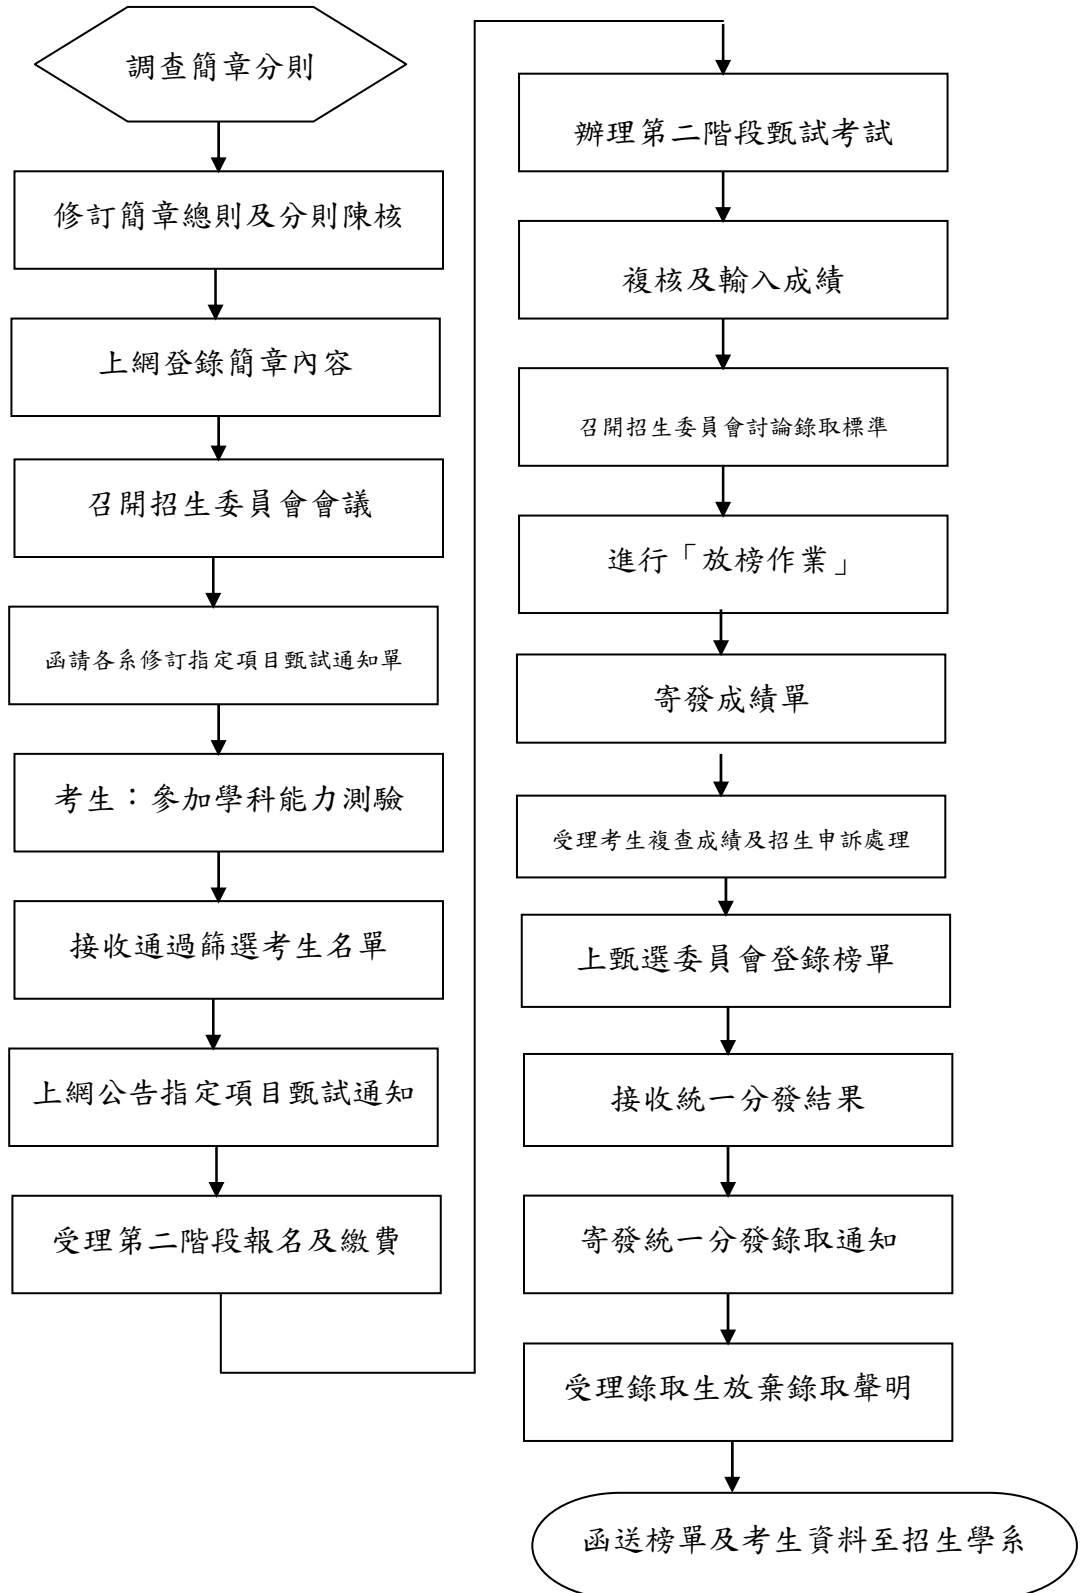 調查簡章分則
修訂簡章總則及分則陳核
上網登錄簡章內容
召開招生委員會會議
函請各系修訂指定項目甄試通知單
考生：參加學科能力測驗
接收通過篩選考生名單
上網公告指定項目甄試通知
受理第二階段報名及繳費
辦理第二階段甄試考試
複核及輸入成績
召開招生委員會討論錄取標準
進行「放榜作業」
寄發成績單
受理考生複查成績及招生申訴處理
上甄選委員會登錄榜單
接收統一分發結果
寄發統一分發錄取通知
受理錄取生放棄錄取聲明
函送榜單及考生資料至招生學系